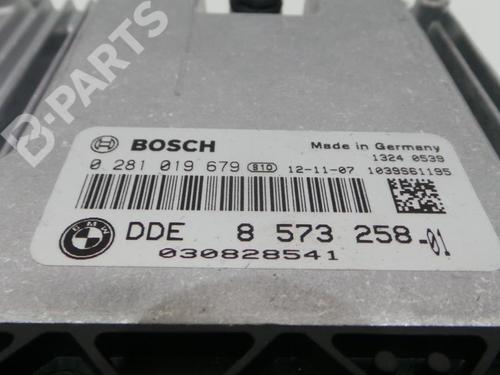 B-PARTS
BOSCH
Made in Germany
1324 0539
0 281 019 679 810 12-11-07 1039S61195
BMW
DDE 8 573 258-01
030828541